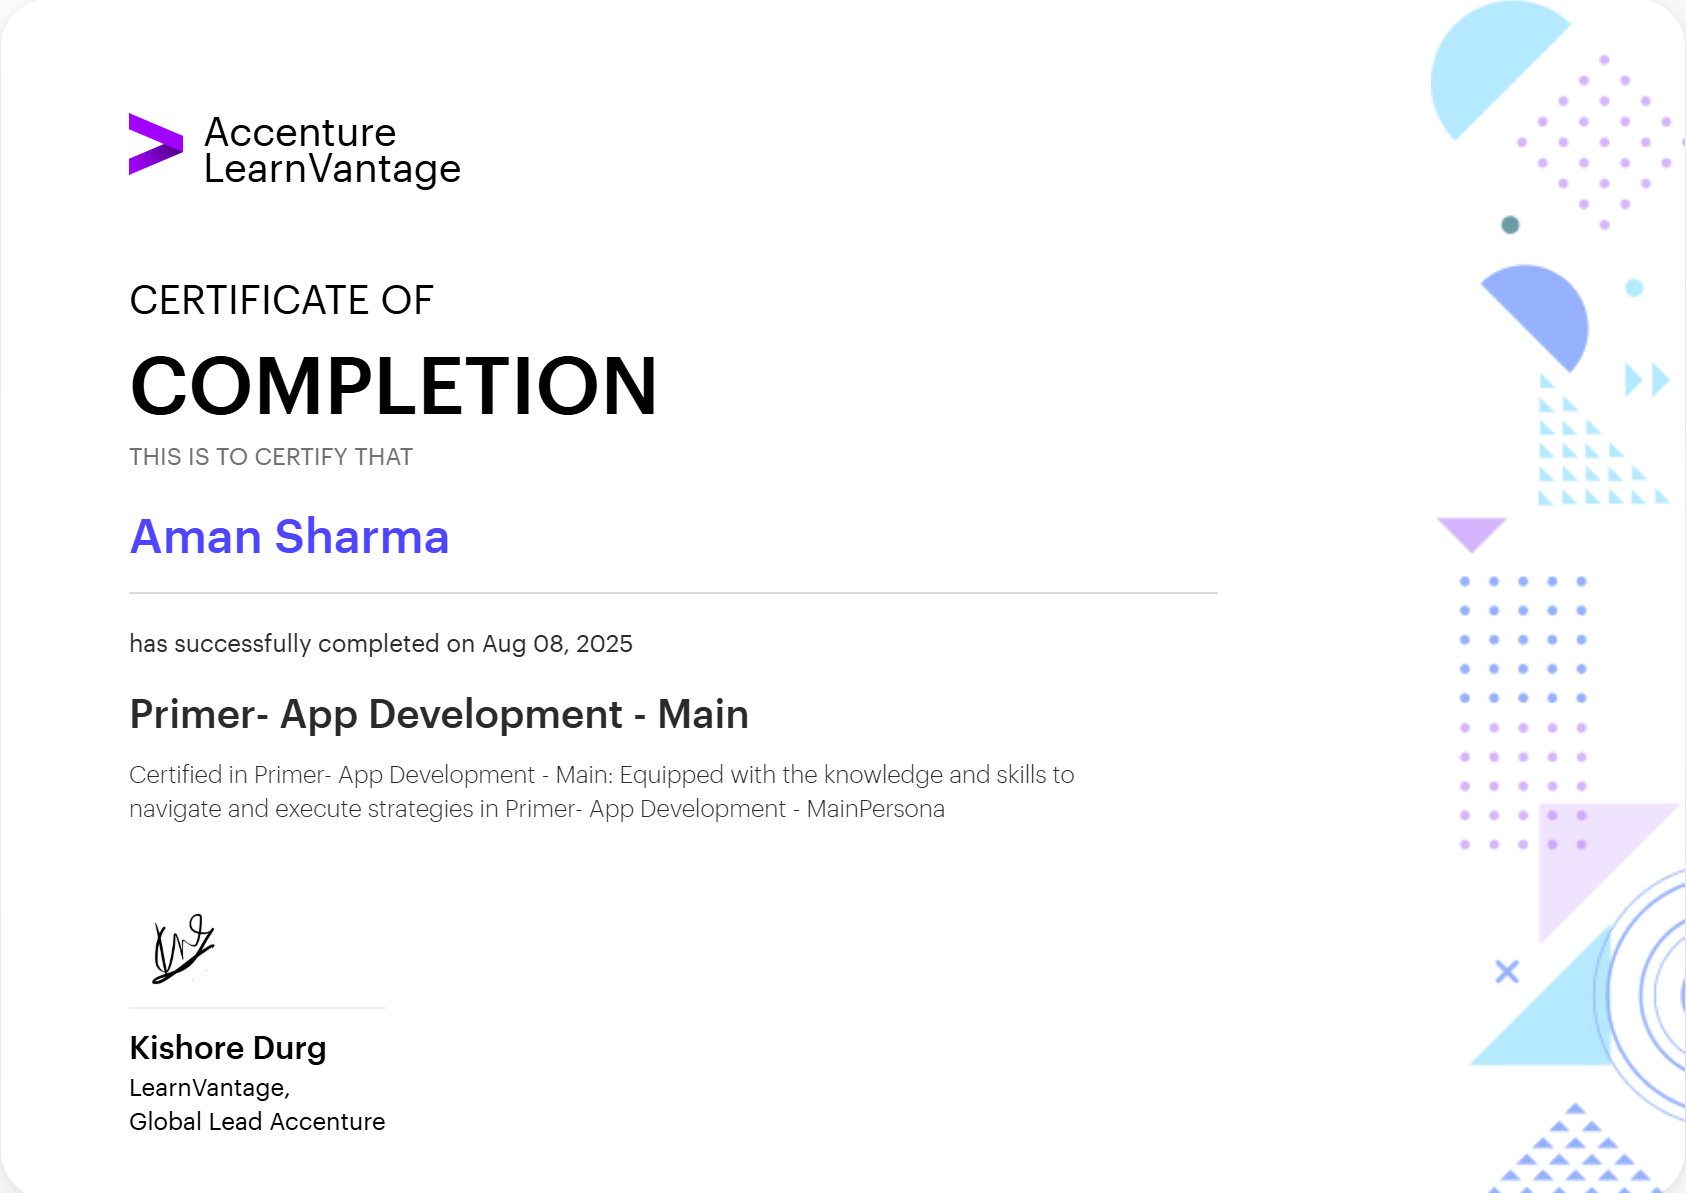 Accenture
LearnVantage
CERTIFICATE OF
COMPLETION
THIS IS TO CERTIFY THAT
Aman Sharma
has successfully completed on Aug 08, 2025
Primer- App Development - Main
Certified in Primer- App Development - Main: Equipped with the knowledge and skills to
navigate and execute strategies in Primer- App Development - MainPersona
Kishore Durg
LearnVantage,
Global Lead Accenture